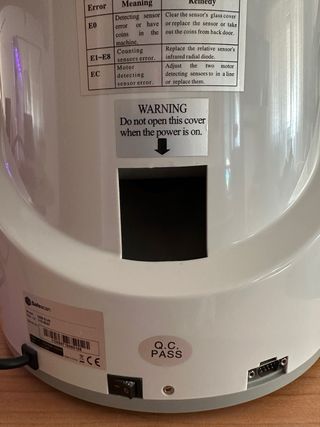 Error Meaning Remedy
E0 Detecting sensor error or have coins in the machine. Clear the sensor's glass cover or replace the sensor or take out the coins from back door.
E1~E8 Counting sensors error. Replace the relative sensor's infrared radial diode.
EC Motor detecting sensor error. Adjust the two motor detecting sensors to in a line or replace them.
WARNING
Do not open this cover
when the power is on.
Safescan
Q.C.
PASS
CE